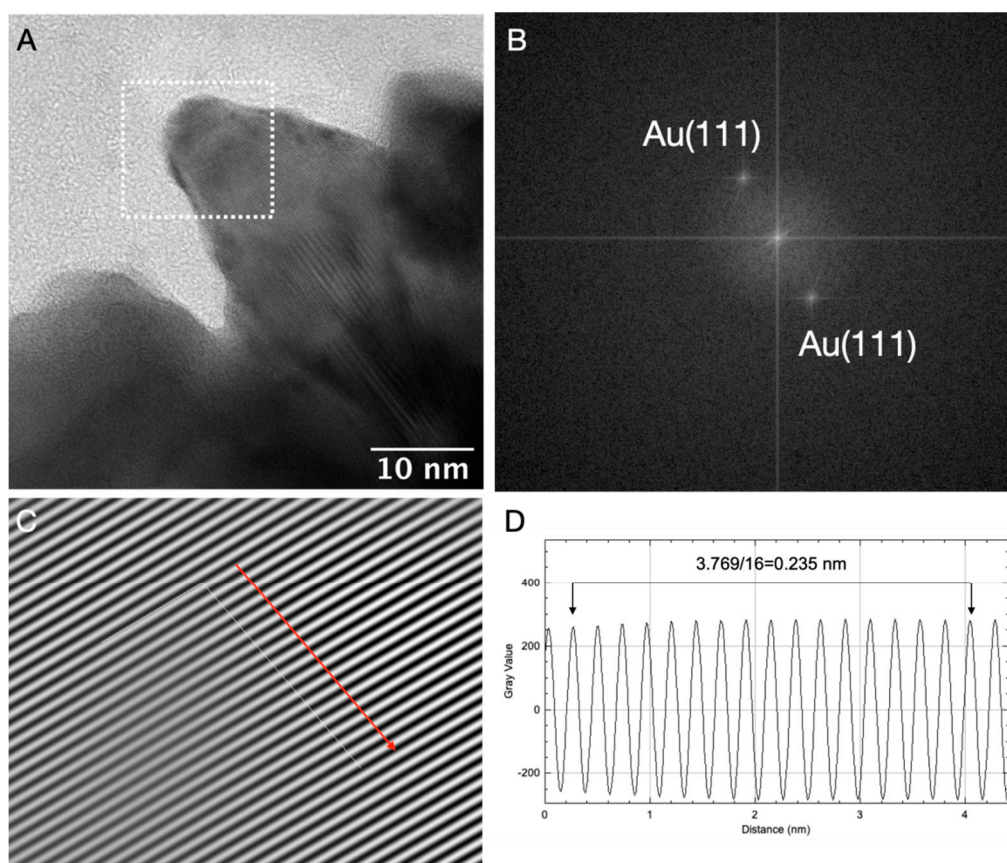 A
10 nm
B
Au(111)
Au(111)
C
D
3.769/16=0.235 nm
400
200
0
-200
Gray Value
0
1
2
3
4
Distance (nm)